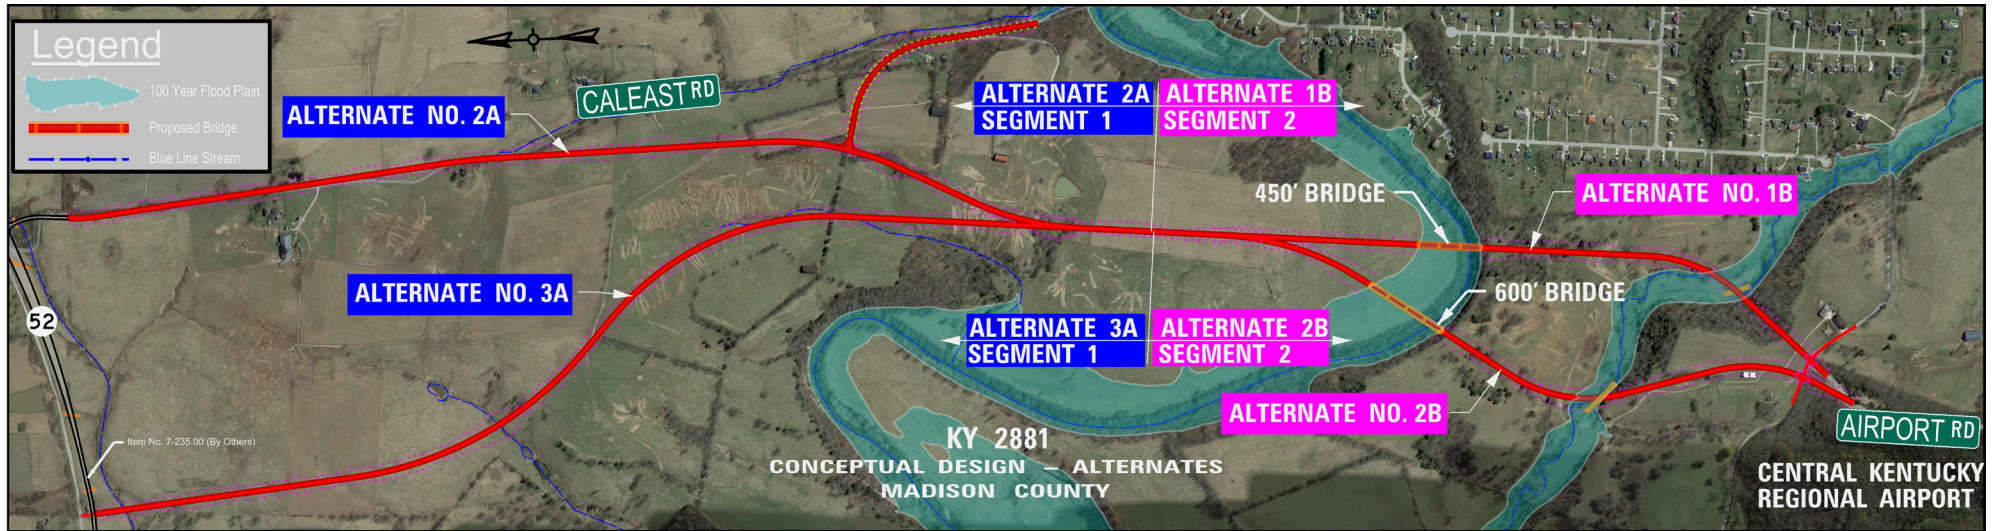 Legend
100 Year Flood Plain
Proposed Bridge
Blue Line Stream
ALTERNATE NO. 2A
CALEAST RD
ALTERNATE 2A
SEGMENT 1
ALTERNATE 1B
SEGMENT 2
450' BRIDGE
ALTERNATE NO. 1B
ALTERNATE NO. 3A
600' BRIDGE
52
ALTERNATE 3A
SEGMENT 1
ALTERNATE 2B
SEGMENT 2
ALTERNATE NO. 2B
Item No. 7-235.00 (By Others)
KY 2881
CONCEPTUAL DESIGN – ALTERNATES
MADISON COUNTY
AIRPORT RD
CENTRAL KENTUCKY
REGIONAL AIRPORT